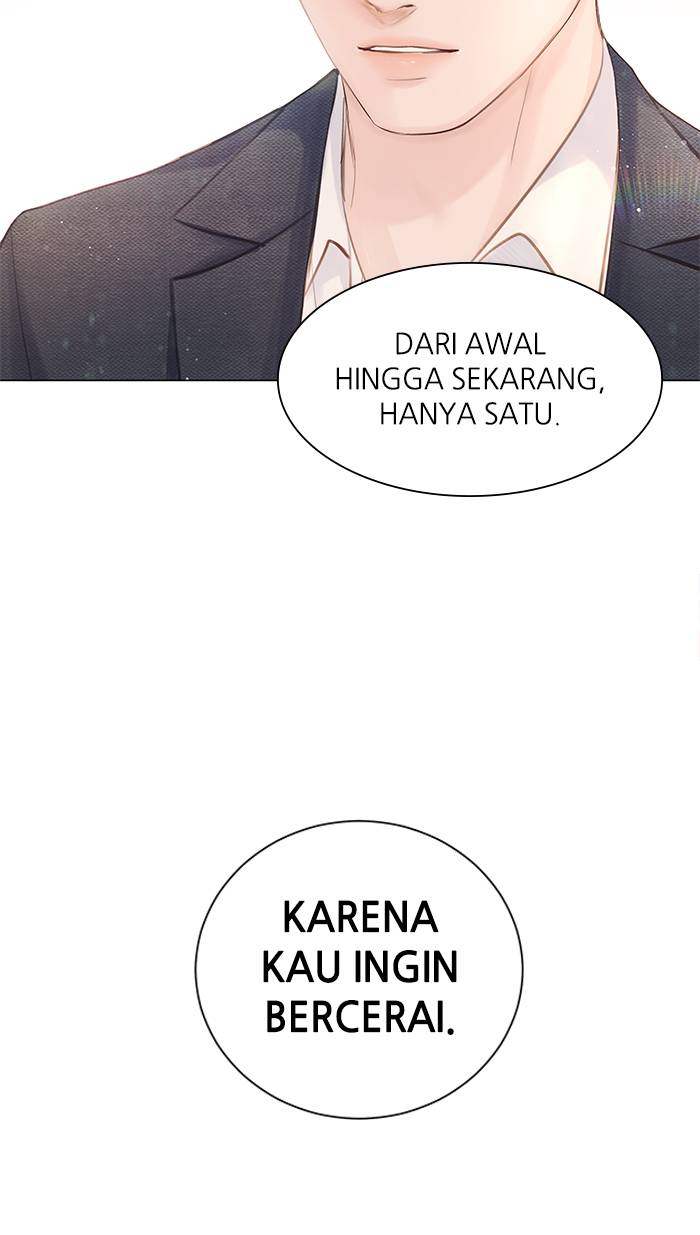 DARI AWAL
HINGGA SEKARANG,
HANYA SATU.
KARENA
KAU INGIN
BERCERAI.